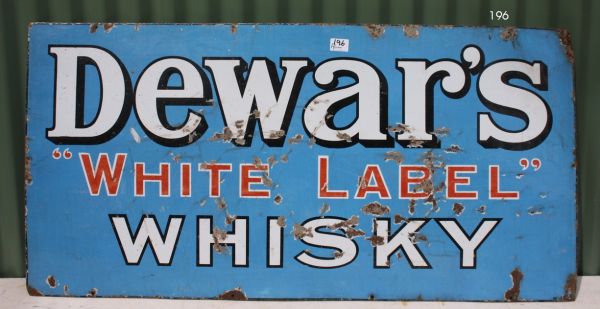 196
196
Dewar's
"White Label"
Whisky